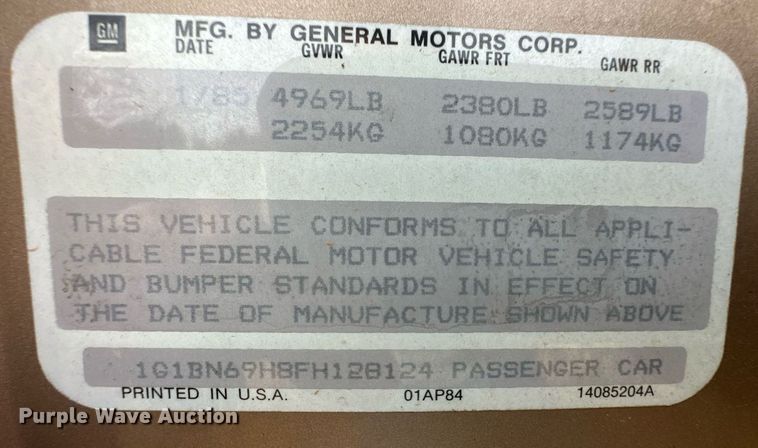 GM MFG. BY GENERAL MOTORS CORP.
DATE GVWR GAWR FRT GAWR RR
1/85 4969LB 2380LB 2589LB
2254KG 1080KG 1174KG
THIS VEHICLE CONFORMS TO ALL APPLI-
CABLE FEDERAL MOTOR VEHICLE SAFETY
AND BUMPER STANDARDS IN EFFECT ON
THE DATE OF MANUFACTURE SHOWN ABOVE
1G1BN69H8FH128124 PASSENGER CAR
PRINTED IN U.S.A. 01AP84 14085204A
Purple Wave Auction